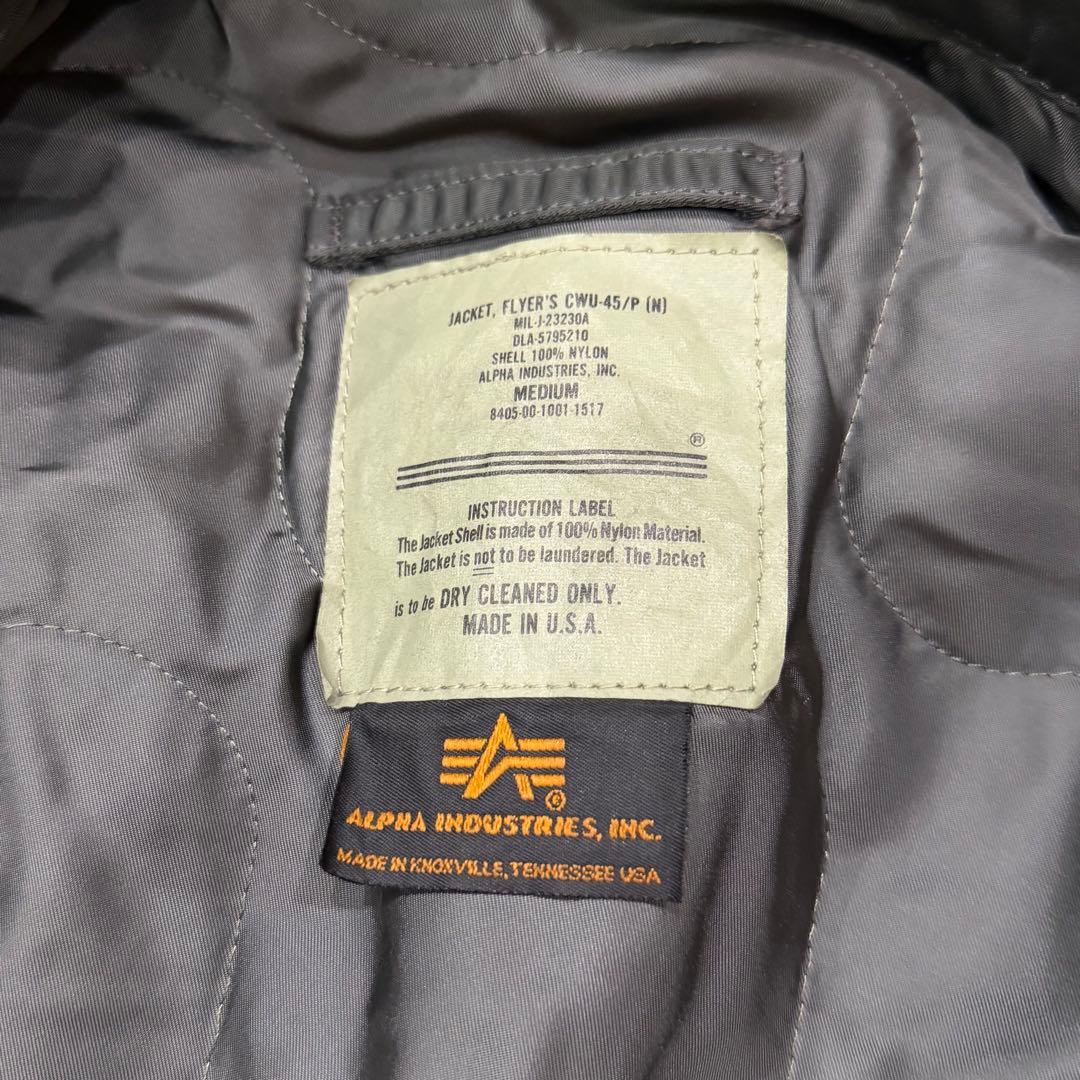 JACKET, FLYER'S CWU-45/P (N)
MIL-J-23230A
DLA-5795210
SHELL 100% NYLON
ALPHA INDUSTRIES, INC.
MEDIUM
8405-00-1001-1517
®
INSTRUCTION LABEL
The Jacket Shell is made of 100% Nylon Material.
The Jacket is not to be laundered. The Jacket
is to be DRY CLEANED ONLY.
MADE IN U.S.A.
®
ALPHA INDUSTRIES, INC.
MADE IN KNOXVILLE, TENNESSEE USA